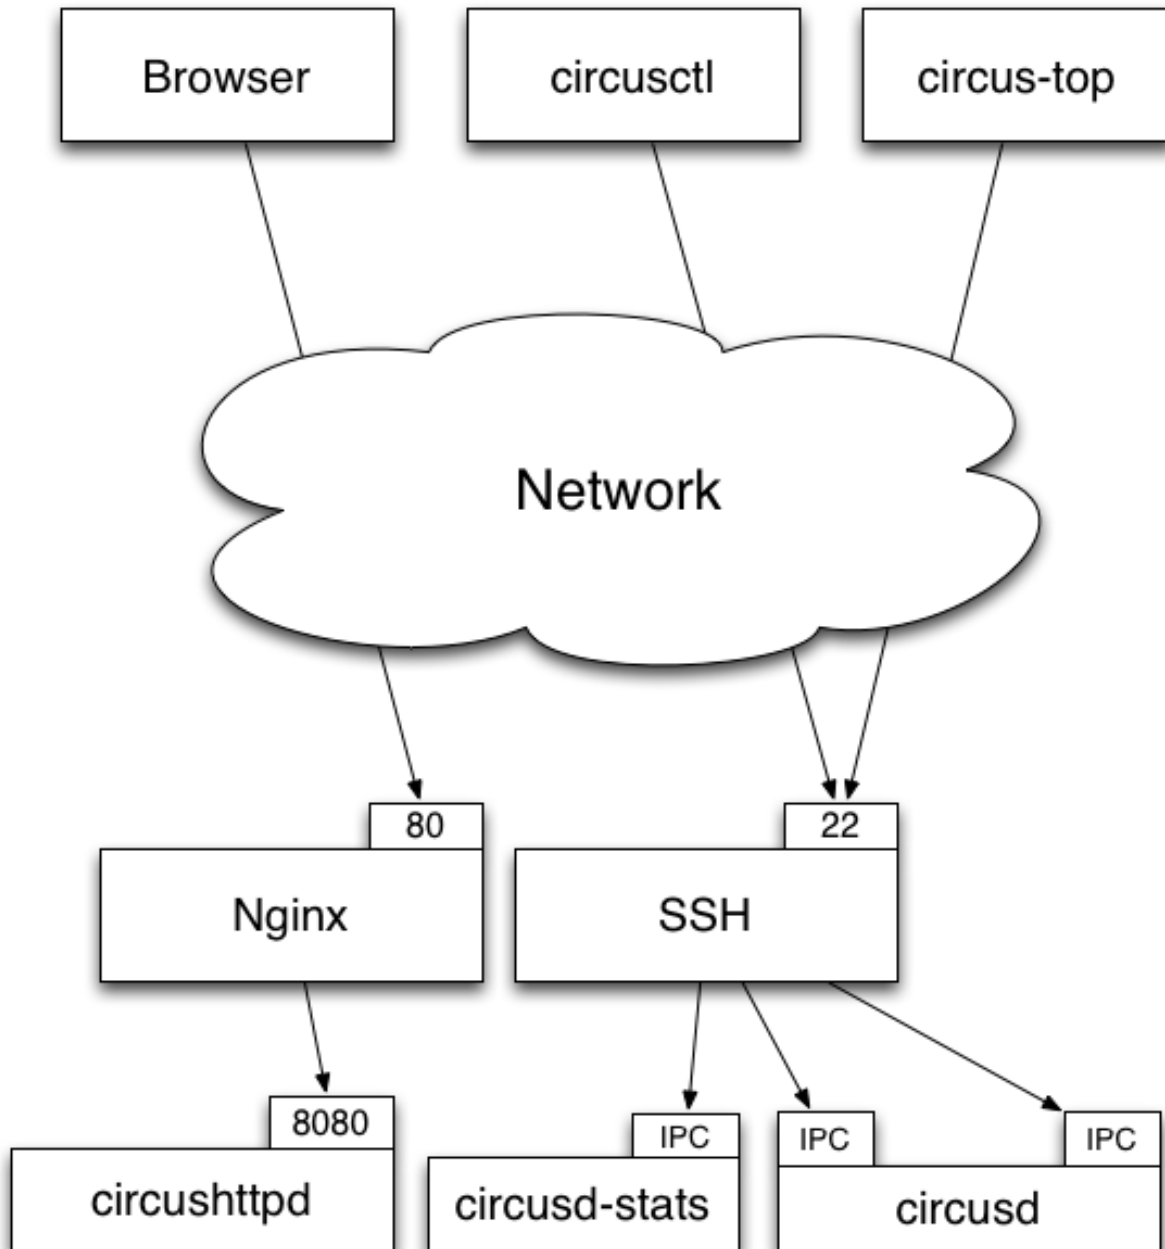 Browser
circusctl
circus-top
Network
80
22
Nginx
SSH
8080
IPC
IPC
IPC
circushttpd
circusd-stats
circusd